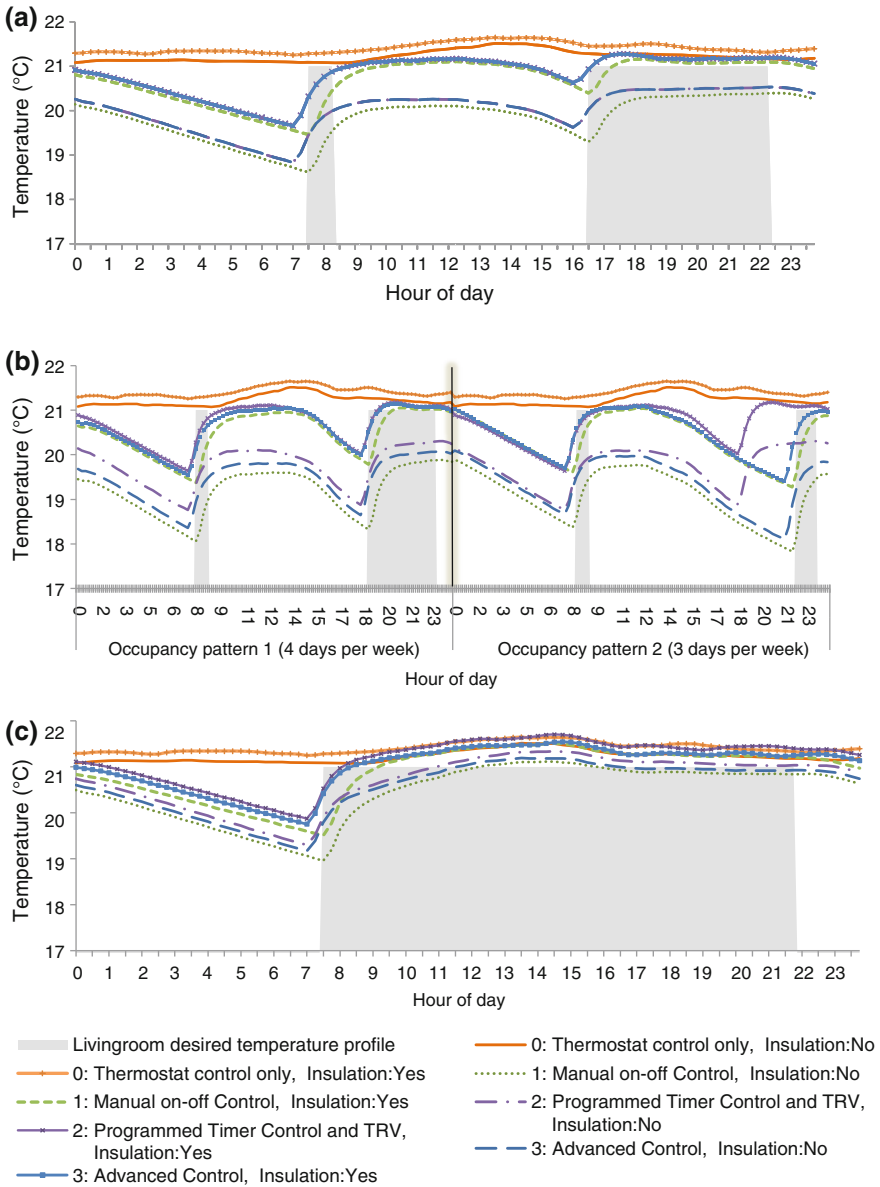 (a)
22
21
20
19
18
17
Temperature (°C)
0 1 2 3 4 5 6 7 8 9 10 11 12 13 14 15 16 17 18 19 20 21 22 23
Hour of day
(b)
22
21
20
19
18
17
Temperature (°C)
0 2 3 5 6 8 9 11 12 14 15 17 18 20 21 23 0 2 3 5 6 8 9 11 12 14 15 17 18 20 21 23
Occupancy pattern 1 (4 days per week) Occupancy pattern 2 (3 days per week)
Hour of day
(c)
22
21
20
19
18
17
Temperature (°C)
0 1 2 3 4 5 6 7 8 9 10 11 12 13 14 15 16 17 18 19 20 21 22 23
Hour of day
Livingroom desired temperature profile
0: Thermostat control only, Insulation:Yes
1: Manual on-off Control, Insulation:Yes
2: Programmed Timer Control and TRV,
Insulation:Yes
3: Advanced Control, Insulation:Yes
0: Thermostat control only, Insulation:No
1: Manual on-off Control, Insulation:No
2: Programmed Timer Control and TRV,
Insulation:No
3: Advanced Control, Insulation:No